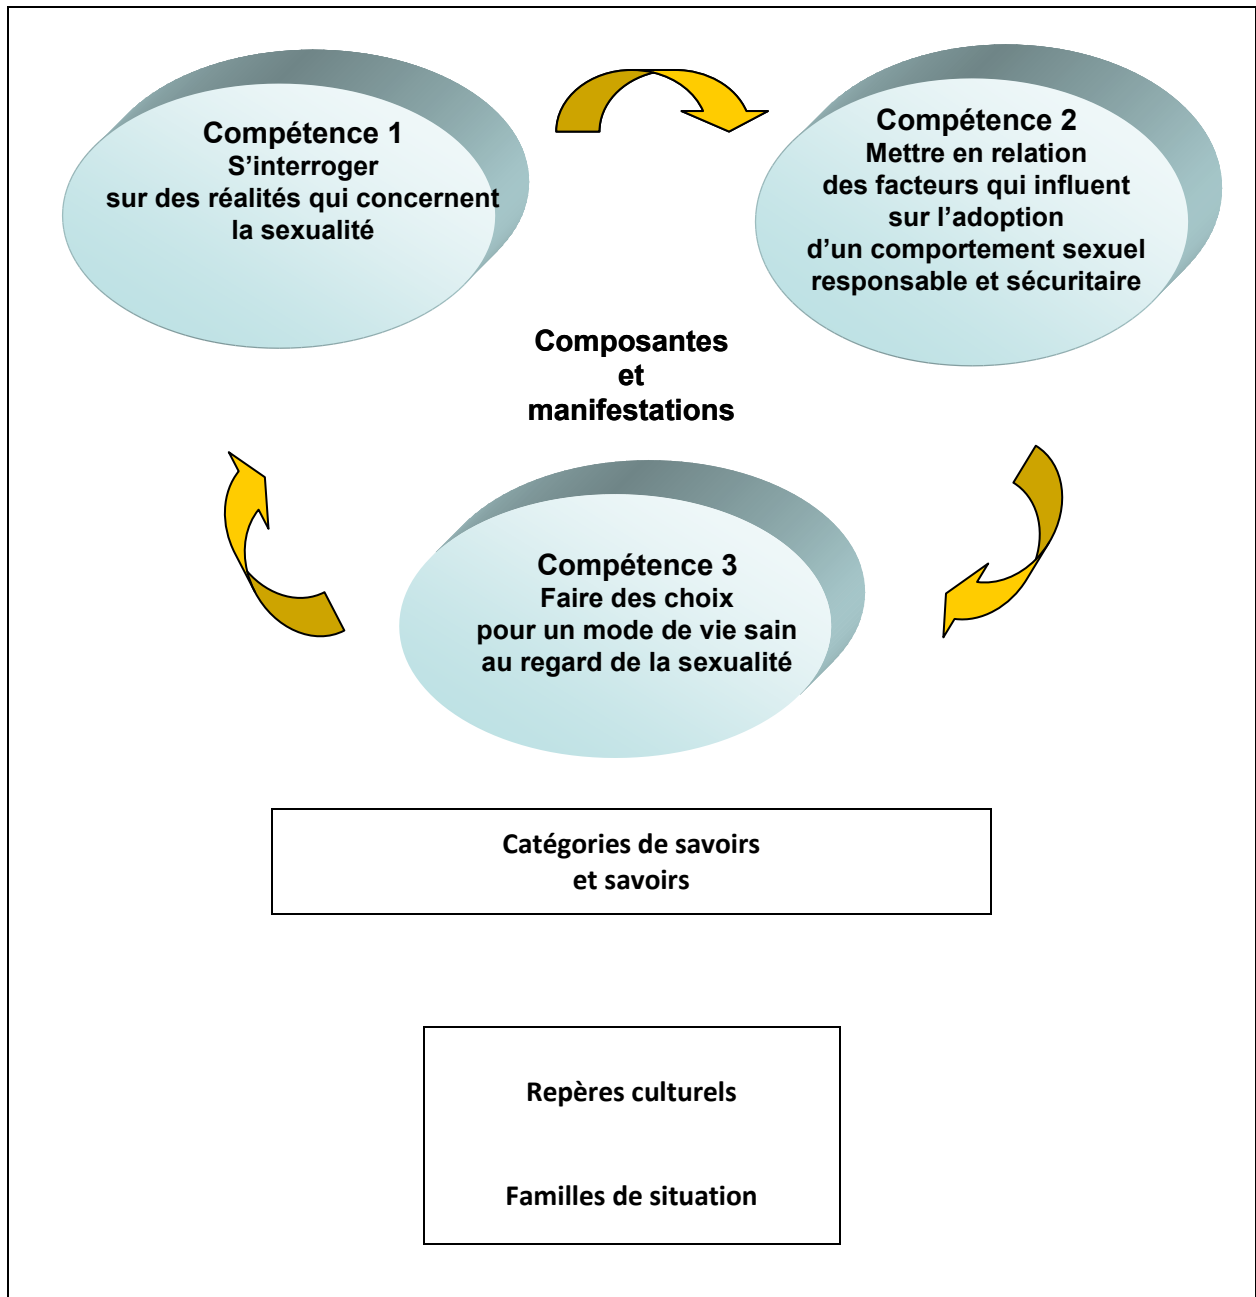 Compétence 1
S'interroger
sur des réalités qui concernent
la sexualité
Compétence 2
Mettre en relation
des facteurs qui influent
sur l'adoption
d'un comportement sexuel
responsable et sécuritaire
Composantes
et
manifestations
Compétence 3
Faire des choix
pour un mode de vie sain
au regard de la sexualité
Catégories de savoirs
et savoirs
Repères culturels
Familles de situation